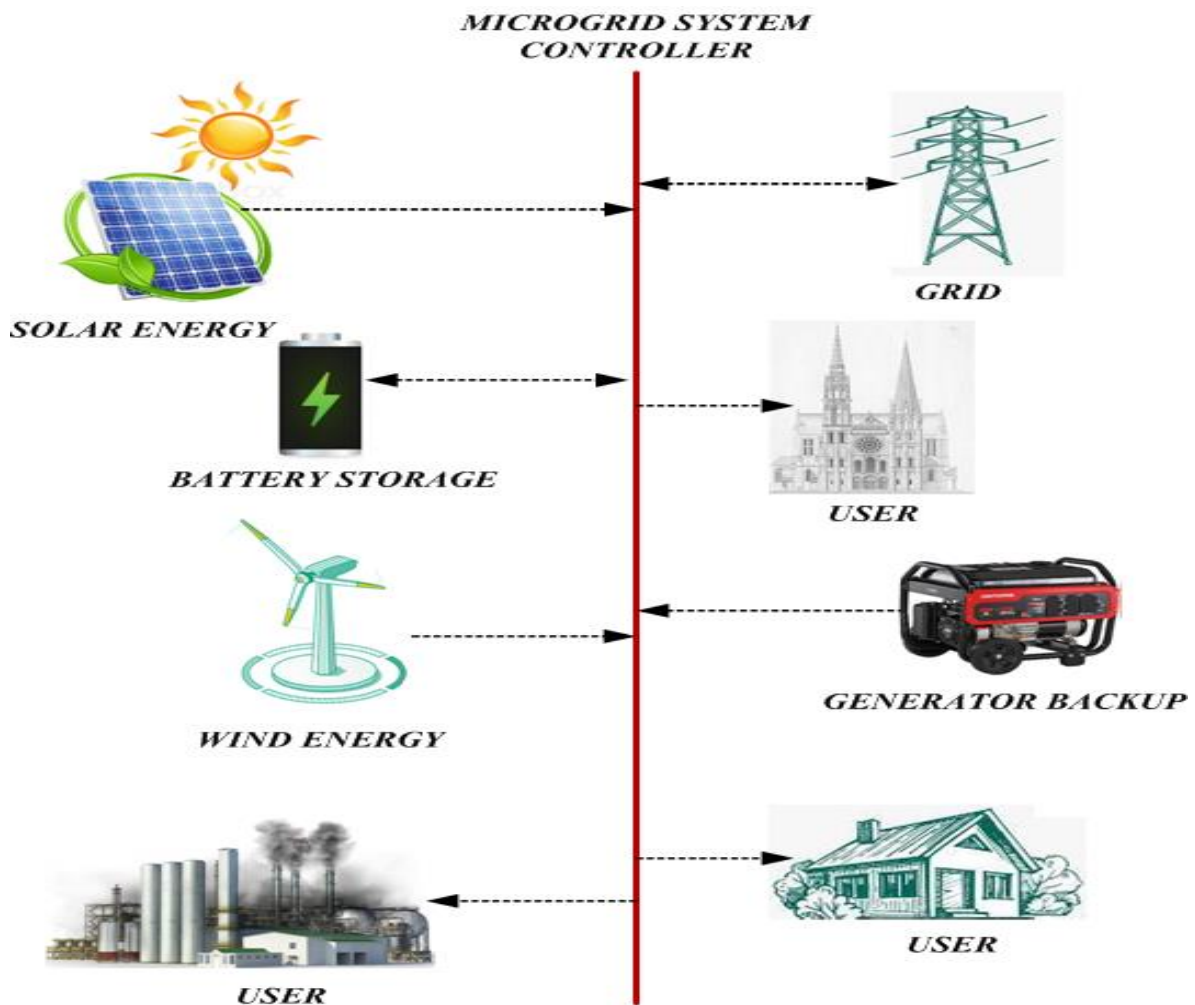 MICROGRID SYSTEM
CONTROLLER
SOLAR ENERGY
GRID
BATTERY STORAGE
USER
WIND ENERGY
GENERATOR BACKUP
USER
USER